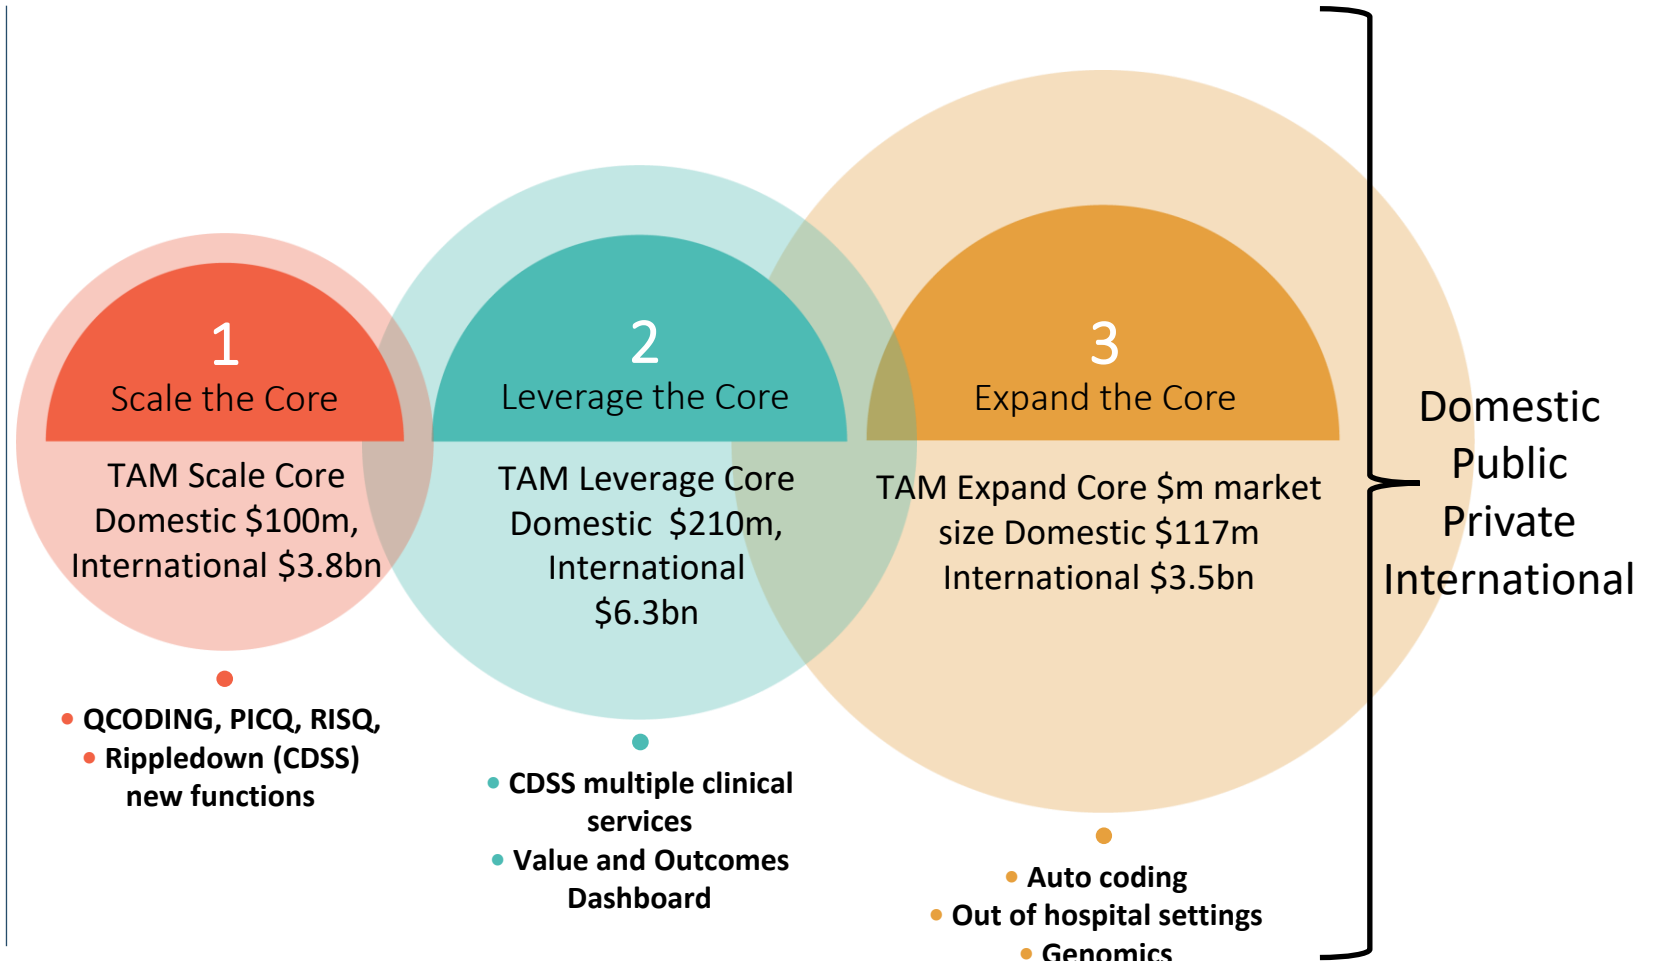 1
Scale the Core
TAM Scale Core
Domestic $100m,
International $3.8bn
• QCODING, PICQ, RISQ,
• Rippledown (CDSS)
new functions
2
Leverage the Core
TAM Leverage Core
Domestic $210m,
International
$6.3bn
• CDSS multiple clinical
services
• Value and Outcomes
Dashboard
3
Expand the Core
TAM Expand Core $m market
size Domestic $117m
International $3.5bn
• Auto coding
• Out of hospital settings
• Genomics
Domestic
Public
Private
International